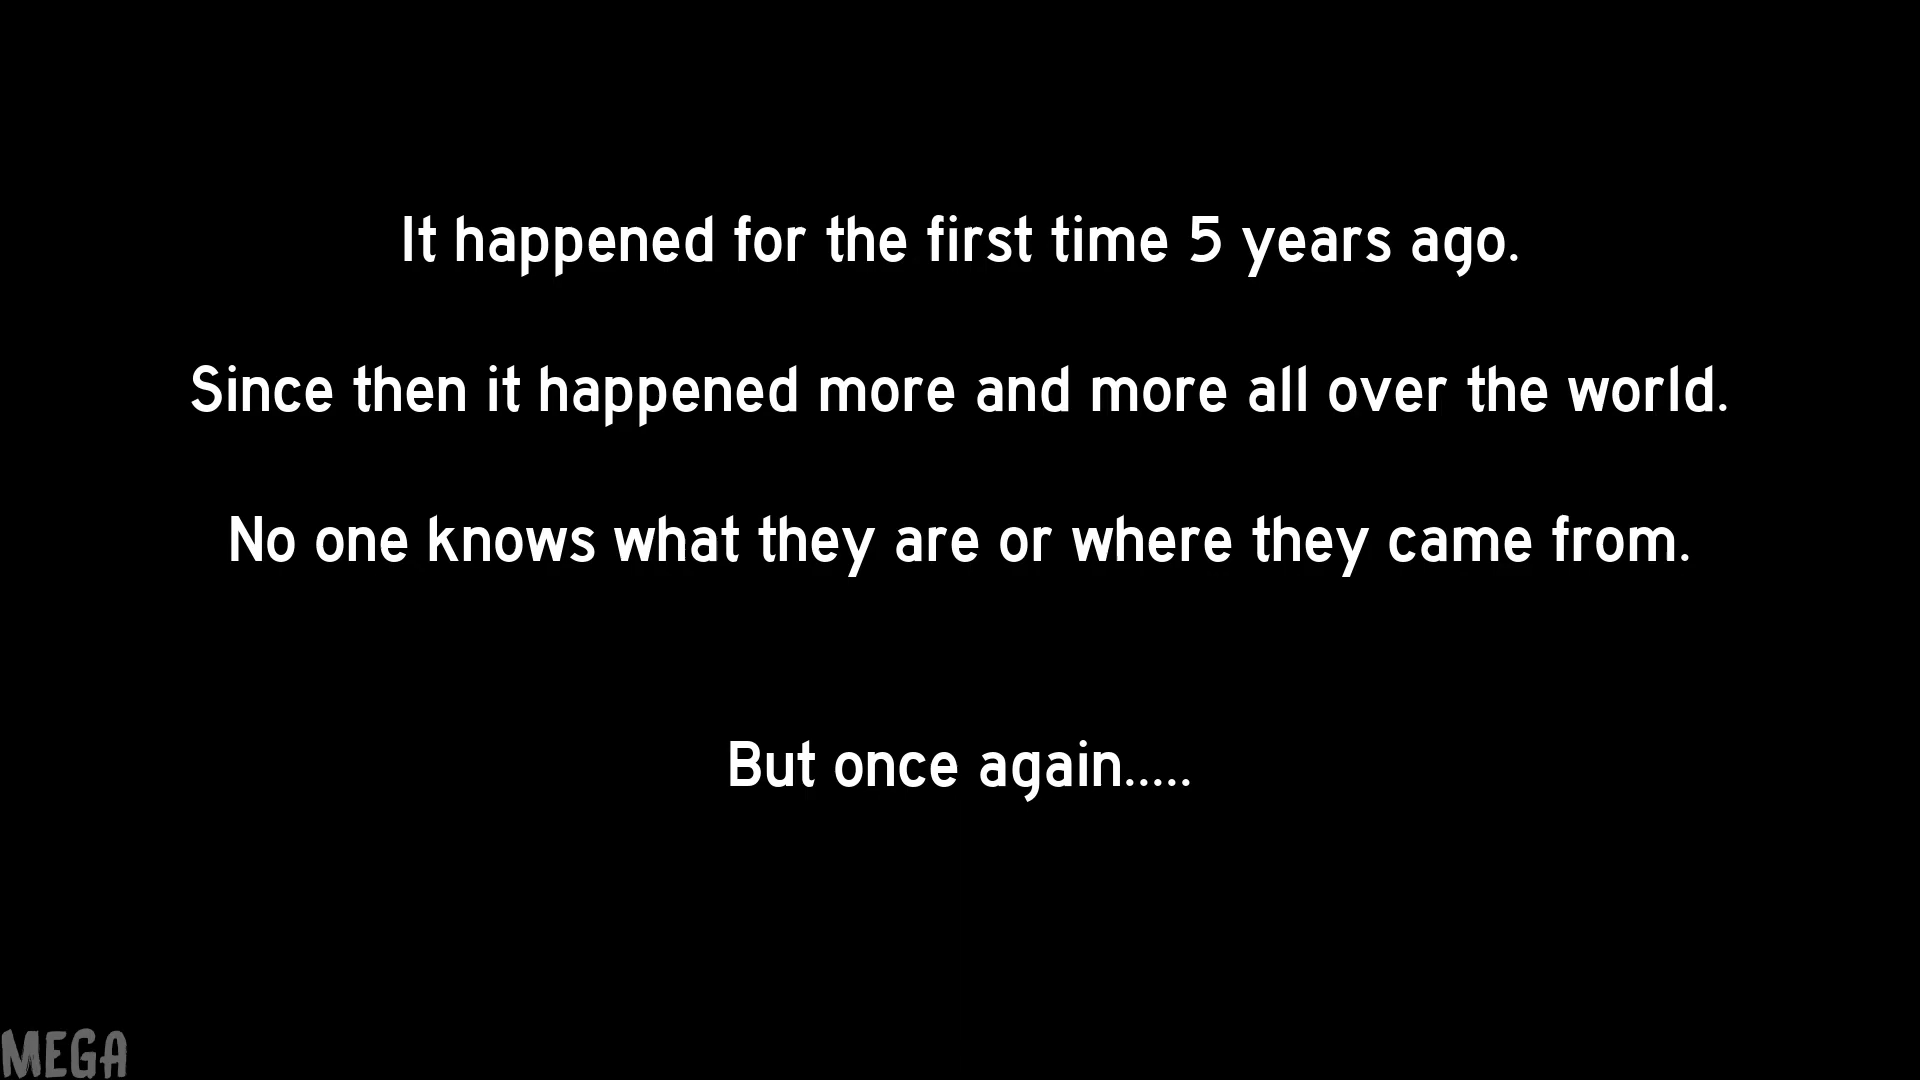 It happened for the first time 5 years ago.
Since then it happened more and more all over the world.
No one knows what they are or where they came from.
But once again.....
MEGA